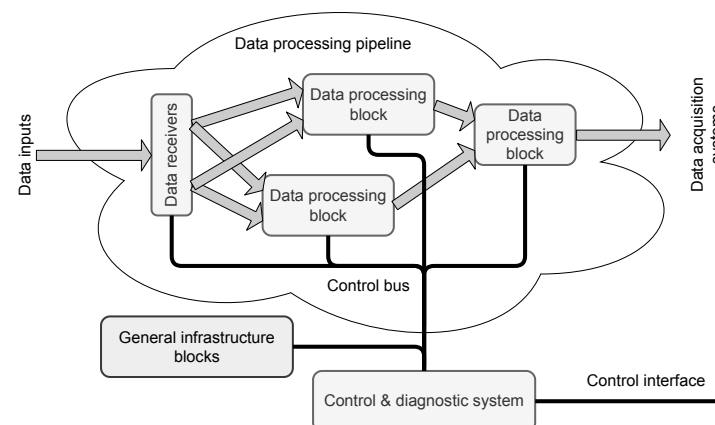 Data processing pipeline
Data inputs
Data receivers
Data processing
block
Data processing
block
Data
processing
block
Data acquisition
systems
Control bus
General infrastructure
blocks
Control & diagnostic system
Control interface